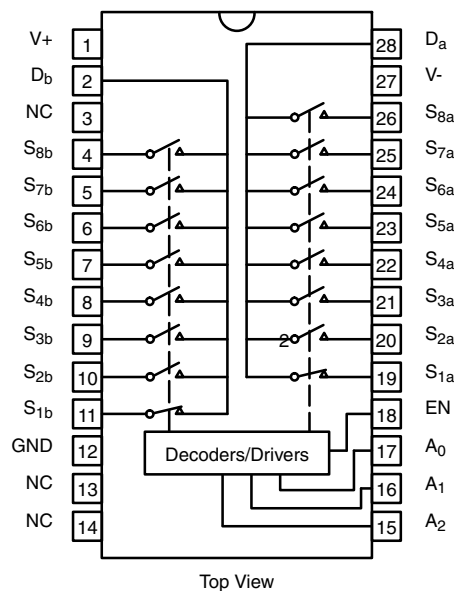 V+ 1 28 Da
Db 2 27 V-
NC 3 26 S8a
S8b 4 25 S7a
S7b 5 24 S6a
S6b 6 23 S5a
S5b 7 22 S4a
S4b 8 21 S3a
S3b 9 2 20 S2a
S2b 10 19 S1a
S1b 11 18 EN
GND 12 Decoders/Drivers 17 A0
NC 13 16 A1
NC 14 15 A2
Top View